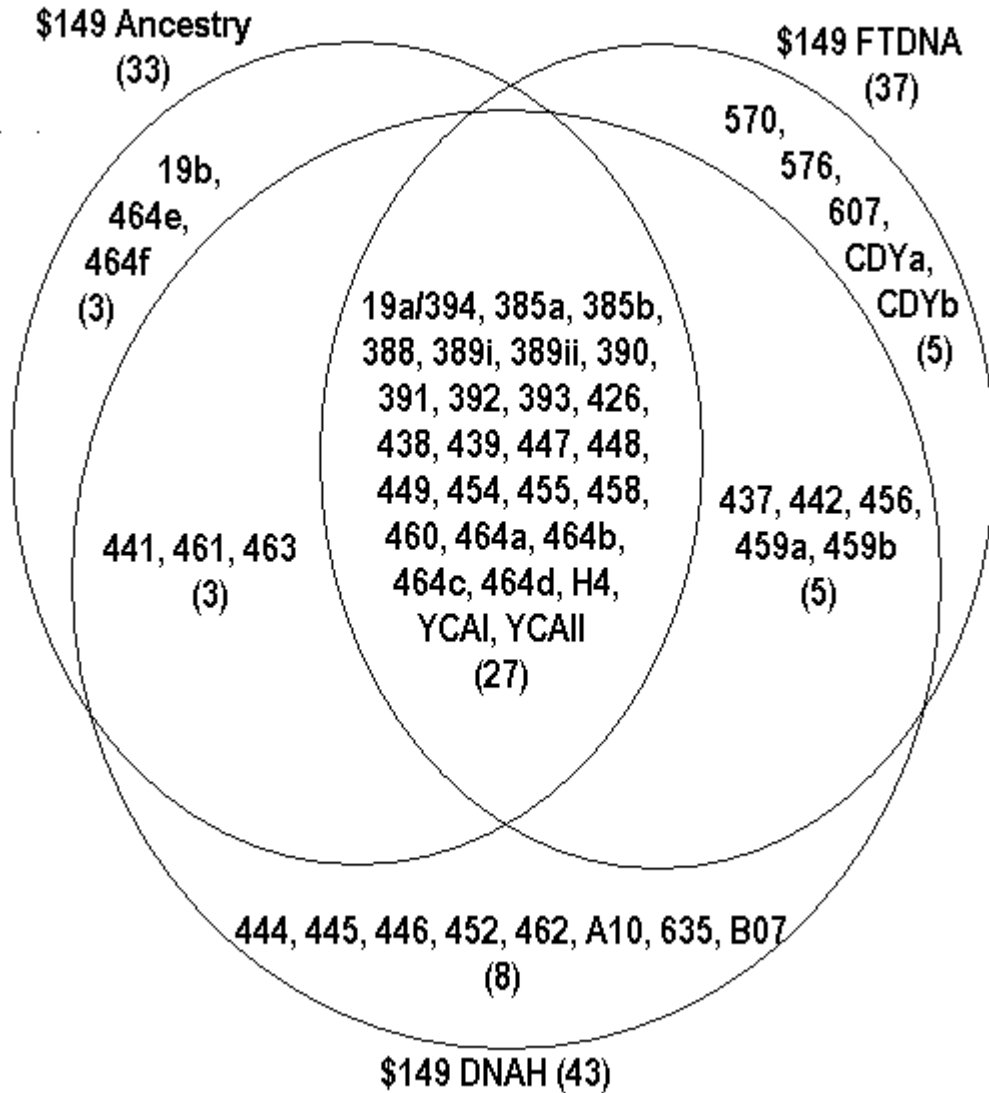 $149 Ancestry
(33)
$149 FTDNA
(37)
19b,
464e,
464f
(3)
570,
576,
607,
CDYa,
CDYb
(5)
19a/394, 385a, 385b,
388, 389i, 389ii, 390,
391, 392, 393, 426,
438, 439, 447, 448,
449, 454, 455, 458,
460, 464a, 464b,
464c, 464d, H4,
YCAI, YCAII
(27)
441, 461, 463
(3)
437, 442, 456,
459a, 459b
(5)
444, 445, 446, 452, 462, A10, 635, B07
(8)
$149 DNAH (43)